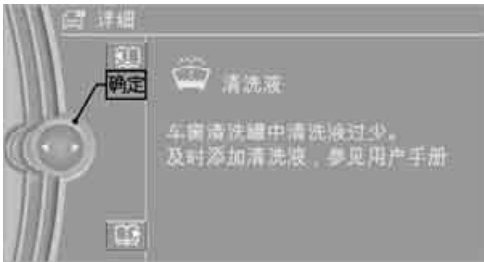 详细
确定
清洗液
车窗清洗罐中清洗液过少。
及时添加清洗液，参见用户手册